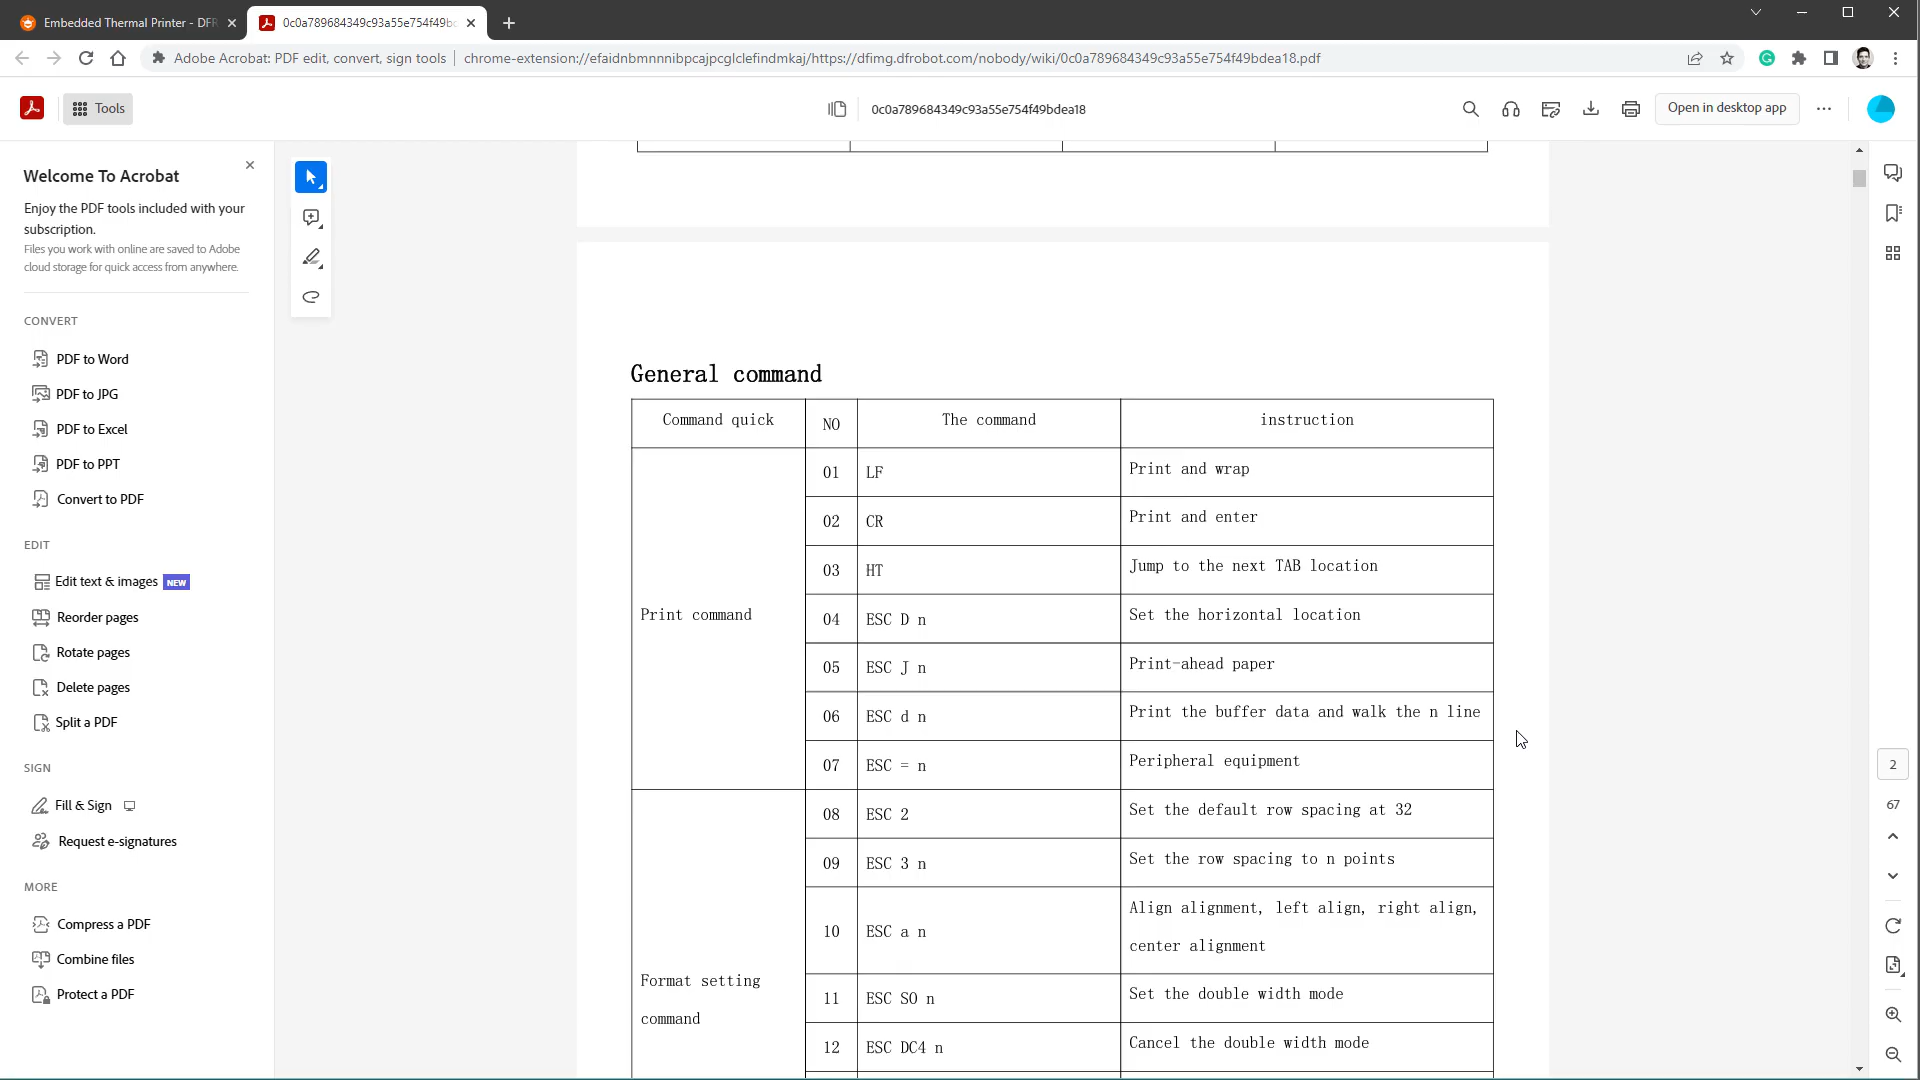 Embedded Thermal Printer - DFR
0c0a789684349c93a55e754f49bc
Adobe Acrobat: PDF edit, convert, sign tools
chrome-extension://efaidnbmnnnibpcajpcglclefindmkaj/https://dfimg.dfrobot.com/nobody/wiki/0c0a789684349c93a55e754f49bdea18.pdf
Tools
0c0a789684349c93a55e754f49bdea18
Open in desktop app
Welcome To Acrobat
Enjoy the PDF tools included with your
subscription.
Files you work with online are saved to Adobe
cloud storage for quick access from anywhere.
CONVERT
PDF to Word
PDF to JPG
PDF to Excel
PDF to PPT
Convert to PDF
EDIT
Edit text & images NEW
Reorder pages
Rotate pages
Delete pages
Split a PDF
SIGN
Fill & Sign
Request e-signatures
MORE
Compress a PDF
Combine files
Protect a PDF
General command
Command quick NO The command instruction
Print command
01 LF Print and wrap
02 CR Print and enter
03 HT Jump to the next TAB location
04 ESC D n Set the horizontal location
05 ESC J n Print-ahead paper
06 ESC d n Print the buffer data and walk the n line
07 ESC = n Peripheral equipment
Format setting
command
08 ESC 2 Set the default row spacing at 32
09 ESC 3 n Set the row spacing to n points
10 ESC a n Align alignment, left align, right align,
center alignment
11 ESC SO n Set the double width mode
12 ESC DC4 n Cancel the double width mode
2
67